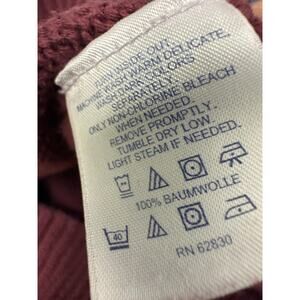 TURN INSIDE OUT.
MACHINE WASH WARM DELICATE.
WASH DARK COLORS
SEPARATELY.
ONLY NON-CHLORINE BLEACH
WHEN NEEDED.
REMOVE PROMPTLY.
TUMBLE DRY LOW.
LIGHT STEAM IF NEEDED.
100% BAUMWOLLE
40
RN 62830